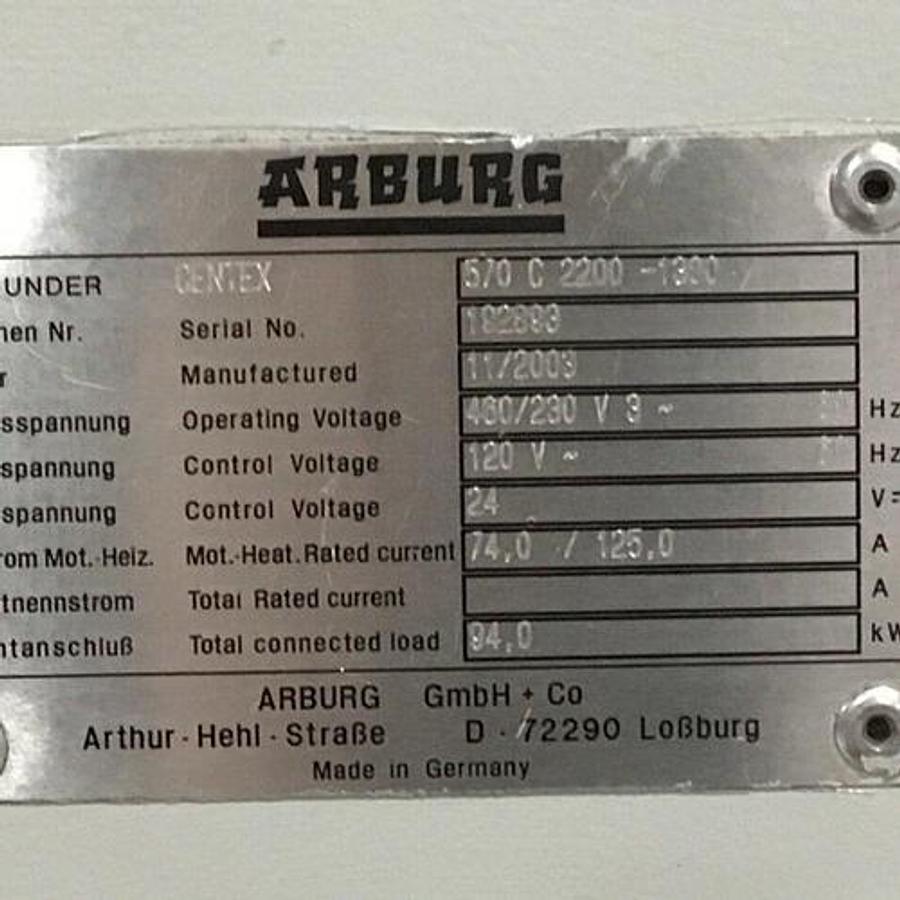 ARBURG
UNDER GENTEX 570 C 2200 -1300
nen Nr. Serial No. 192893
r Manufactured 11/2003
sspannung Operating Voltage 460/230 V 3 ~ Hz
spannung Control Voltage 120 V ~ Hz
spannung Control Voltage 24 V=
rom Mot.-Heiz. Mot.-Heat.Rated current 74,0 / 125,0 A
tnennstrom Total Rated current A
ntanschluß Total connected load 94,0 kW
ARBURG GmbH + Co
Arthur - Hehl - Straße D - 72290 Loßburg
Made in Germany